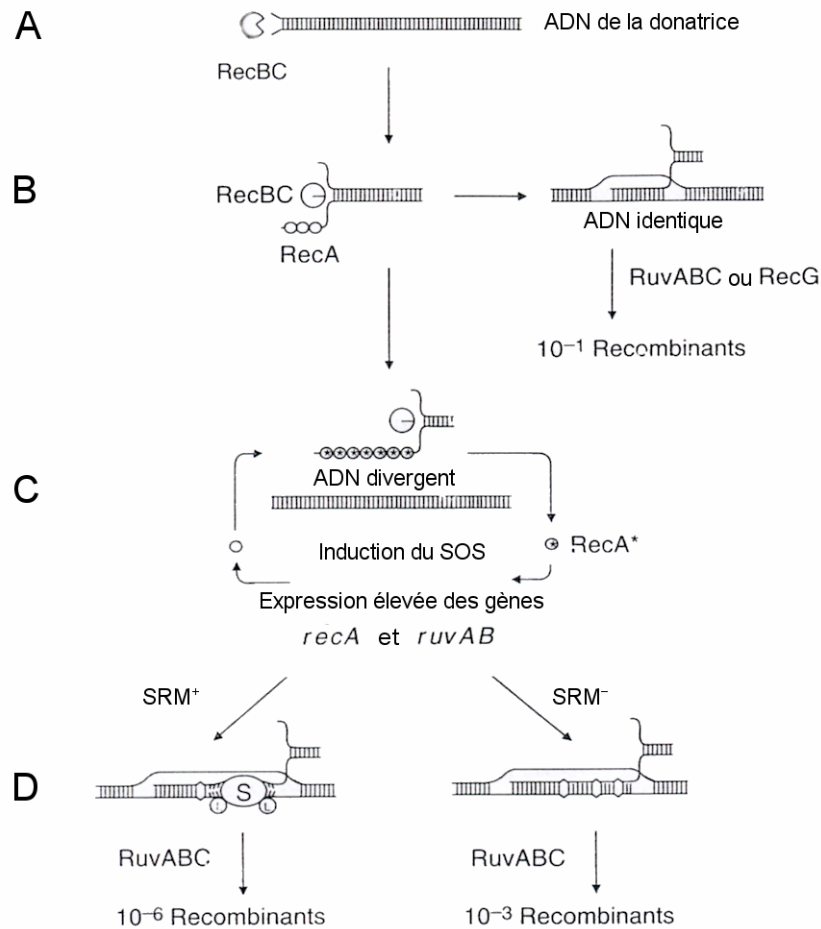 A
ADN de la donatrice
RecBC
B
RecBC
RecA
ADN identique
RuvABC ou RecG
10⁻¹ Recombinants
C
ADN divergent
Induction du SOS
RecA*
Expression élevée des gènes
recA et ruvAB
SRM⁺
SRM⁻
D
S
L
RuvABC
RuvABC
10⁻⁶ Recombinants
10⁻³ Recombinants